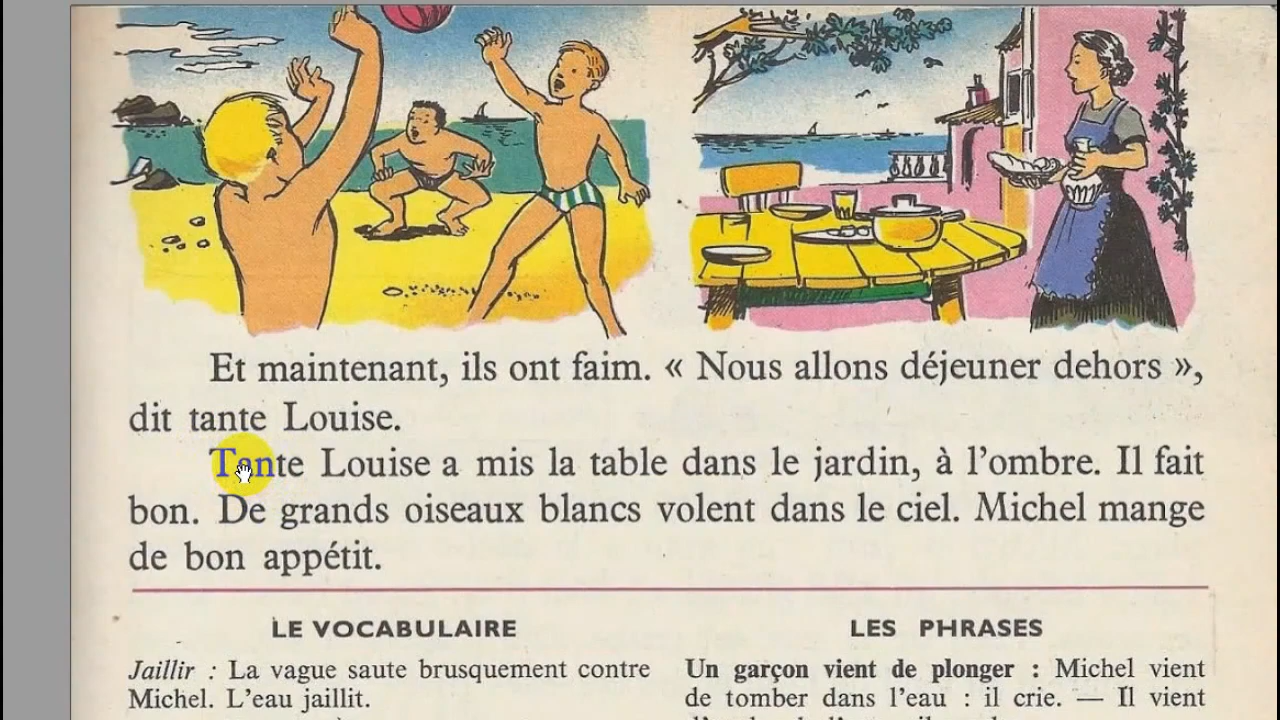 Et maintenant, ils ont faim. « Nous allons déjeuner dehors »,
dit tante Louise.
Tante Louise a mis la table dans le jardin, à l'ombre. Il fait
bon. De grands oiseaux blancs volent dans le ciel. Michel mange
de bon appétit.
LE VOCABULAIRE
Jaillir : La vague saute brusquement contre
Michel. L'eau jaillit.
LES PHRASES
Un garçon vient de plonger : Michel vient
de tomber dans l'eau : il crie. — Il vient